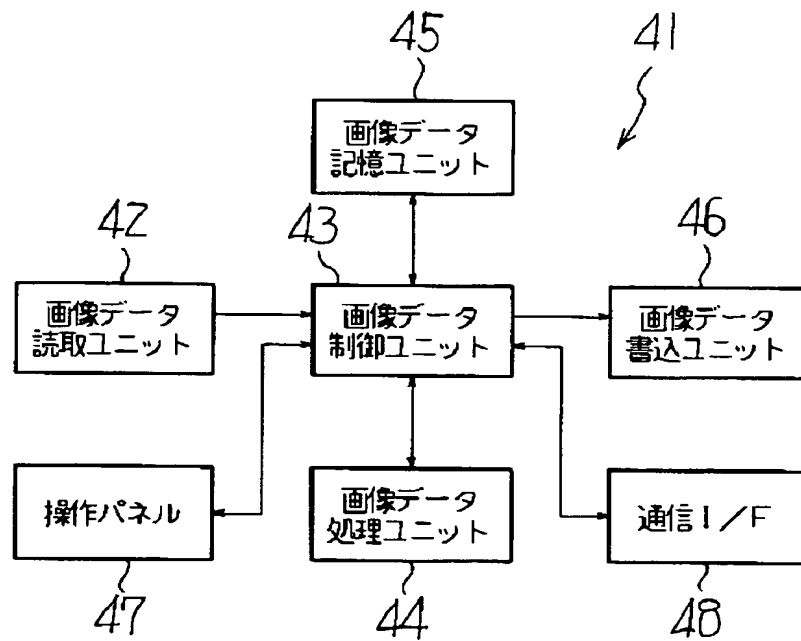 45
41
画像データ
記憶ユニット
42
43
46
画像データ
読取ユニット
画像データ
制御ユニット
画像データ
書込ユニット
操作パネル
画像データ
処理ユニット
通信I/F
47
44
48